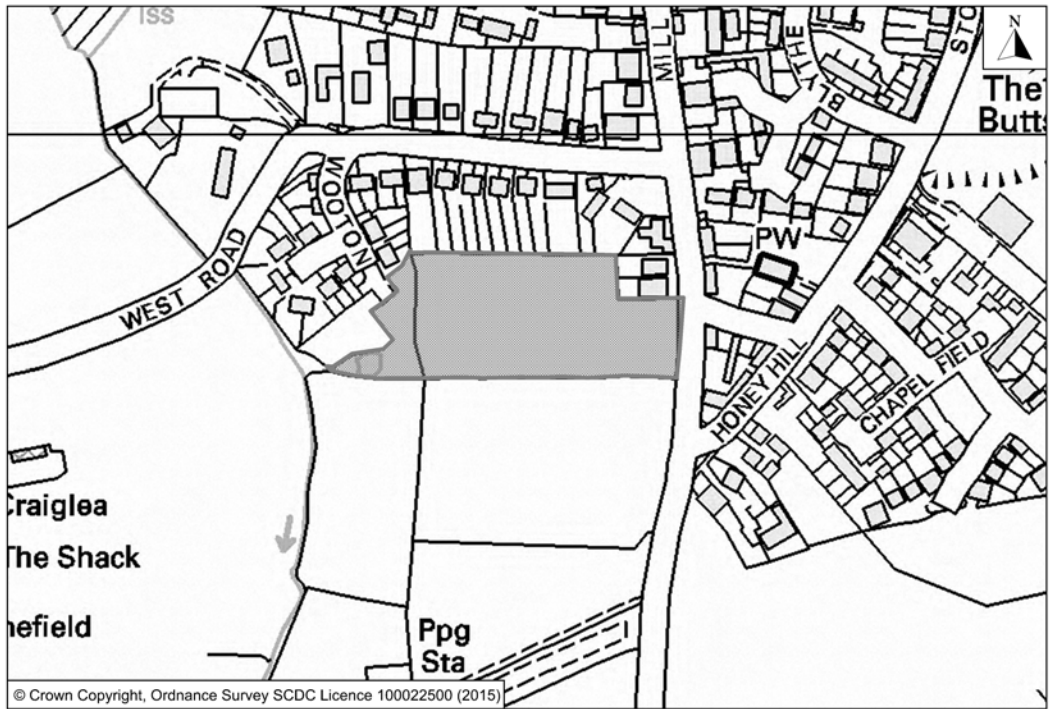 Iss
N
MILL
BLYTHE
STO
The
Butts
WOOTON
PW
WEST ROAD
HONEY HILL
CHAPEL FIELD
Craiglea
The Shack
nefield
Ppg
Sta
© Crown Copyright, Ordnance Survey SCDC Licence 100022500 (2015)